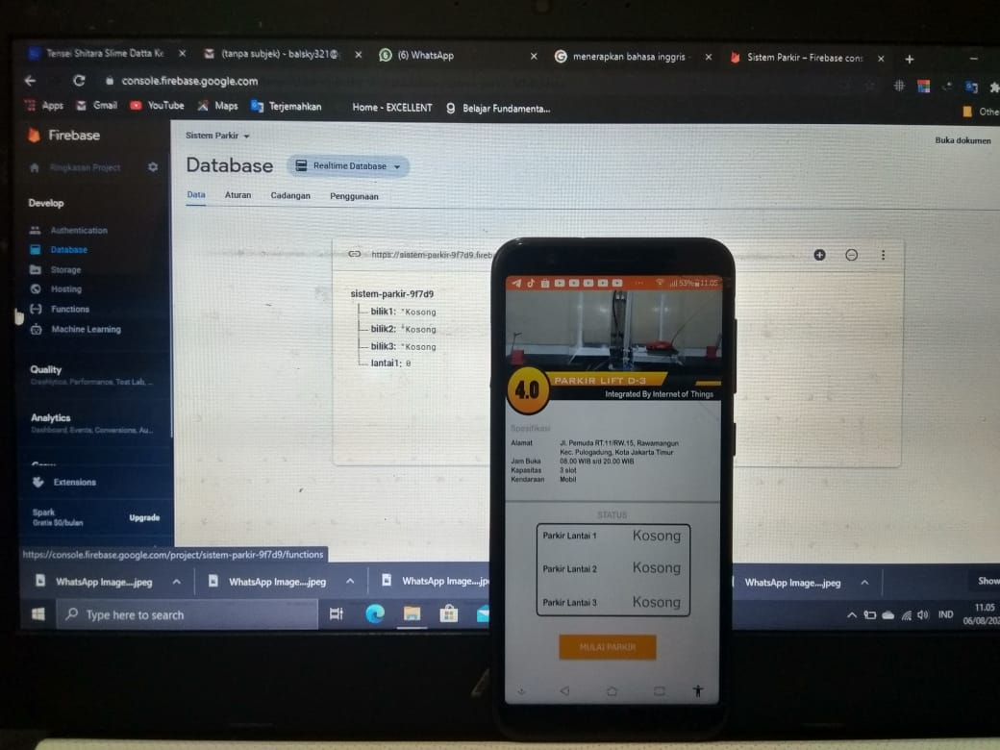 Tensei Shitara Slime Datta Ke
(tanpa subjek) - balsky321@
(6) WhatsApp
menerapkan bahasa inggris
Sistem Parkir – Firebase cons
console.firebase.google.com
Apps Gmail YouTube Maps Terjemahkan Home - EXCELLENT Belajar Fundamenta... Othe
Firebase
Ringkasan Project
Develop
Authentication
Database
Storage
Hosting
Functions
Machine Learning
Quality
Crashlytics, Performance, Test Lab, ...
Analytics
Dashboard, Events, Conversions, Au...
Extensions
Spark
Gratis $0/bulan
Upgrade
Sistem Parkir
Buka dokumen
Database
Realtime Database
Data Aturan Cadangan Penggunaan
https://sistem-parkir-9f7d9.fireb
sistem-parkir-9f7d9
bilik1: "Kosong
bilik2: "Kosong
bilik3: "Kosong
lantai1: 0
53% 11.05
4.0
PARKIR LIFT D-3
Integrated By Internet of Things
Spesifikasi
Alamat Jl. Pemuda RT.11/RW.15, Rawamangun
Kec. Pulogadung, Kota Jakarta Timur
Jam Buka 08.00 WIB s/d 20.00 WIB
Kapasitas 3 slot
Kendaraan Mobil
STATUS
Parkir Lantai 1 Kosong
Parkir Lantai 2 Kosong
Parkir Lantai 3 Kosong
MULAI PARKIR
https://console.firebase.google.com/project/sistem-parkir-9f7d9/functions
WhatsApp Image....jpeg
WhatsApp Image....jpeg
WhatsApp Image....jp
WhatsApp Image....jpeg
Show
Type here to search
IND
11.05
06/08/202